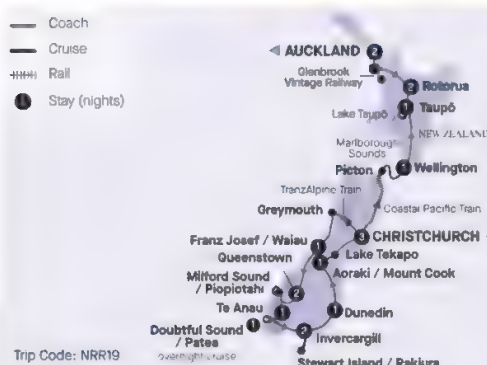 Coach
Cruise
Rail
Stay (nights)
AUCKLAND
2
Glenbrook
Vintage Railway
2
Rotorua
Lake Taupō
1
Taupō
NEW ZEALAND
Marlborough
Sounds
Picton
Wellington
TranzAlpine Train
Greymouth
Coastal Pacific Train
3
CHRISTCHURCH
Franz Josef / Waiau
1
Lake Tekapo
Queenstown
1
Aoraki / Mount Cook
Milford Sound
/ Piopiotahi
2
Te Anau
1
1
Dunedin
Doubtful Sound
/ Patea
1
overnight cruise
2
Invercargill
Trip Code: NRR19
Stewart Island / Rakiura